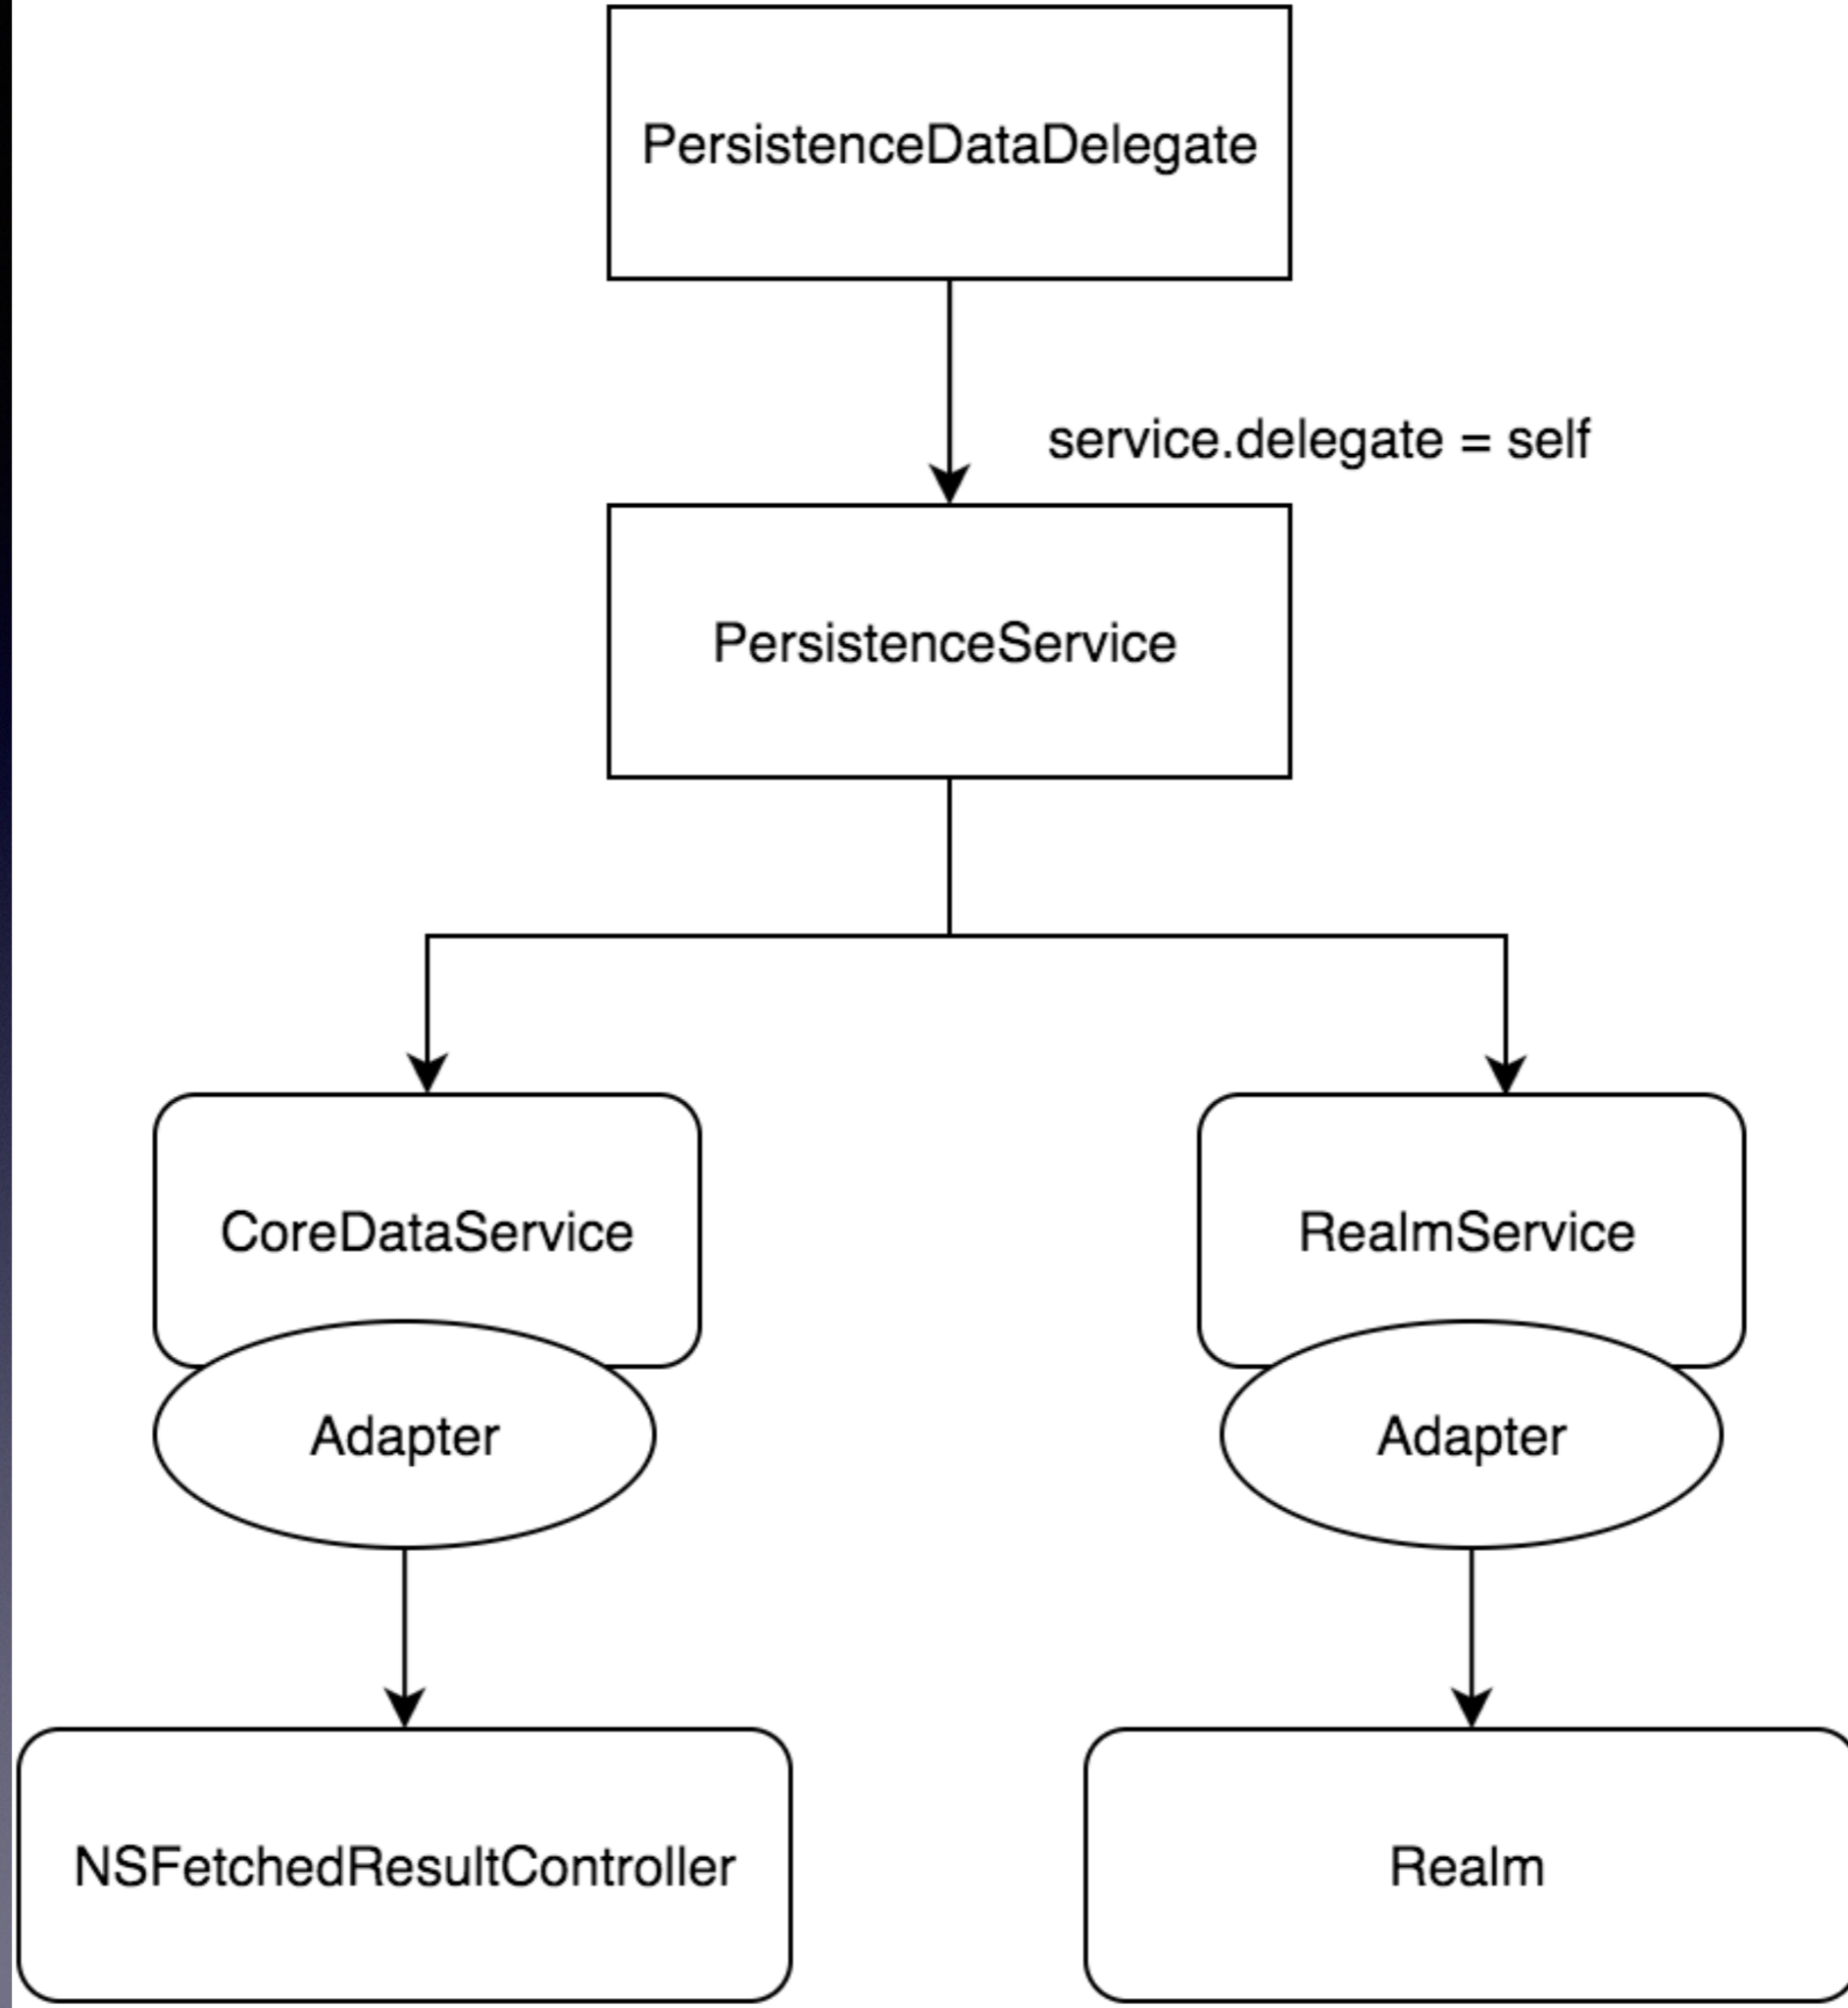 PersistenceDataDelegate
service.delegate = self
PersistenceService
CoreDataService
RealmService
Adapter
Adapter
NSFetchedResultController
Realm